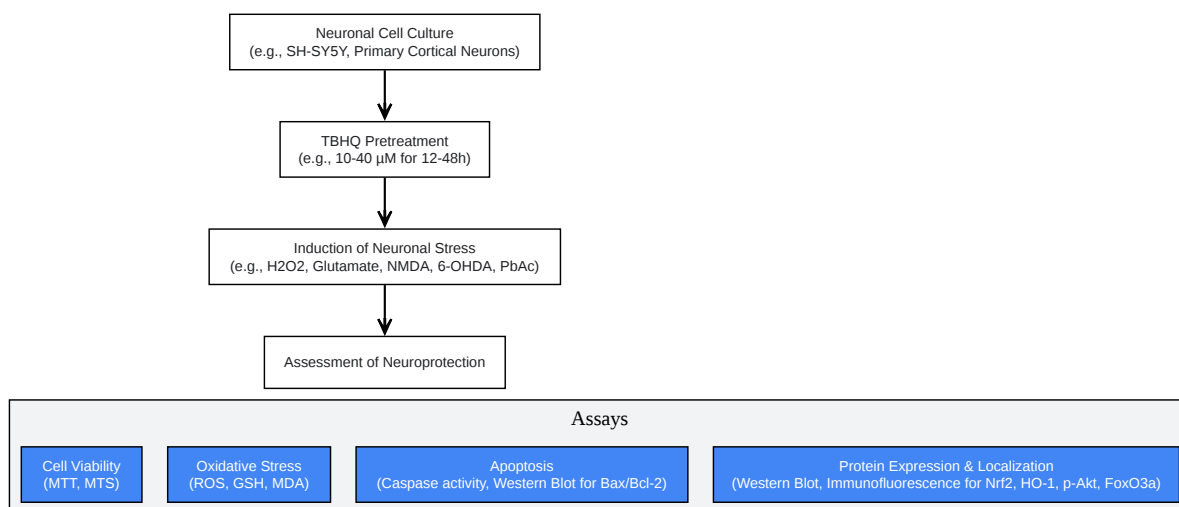 Neuronal Cell Culture
(e.g., SH-SY5Y, Primary Cortical Neurons)
TBHQ Pretreatment
(e.g., 10-40 µM for 12-48h)
Induction of Neuronal Stress
(e.g., H2O2, Glutamate, NMDA, 6-OHDA, PbAc)
Assessment of Neuroprotection
Assays
Cell Viability
(MTT, MTS)
Oxidative Stress
(ROS, GSH, MDA)
Apoptosis
(Caspase activity, Western Blot for Bax/Bcl-2)
Protein Expression & Localization
(Western Blot, Immunofluorescence for Nrf2, HO-1, p-Akt, FoxO3a)